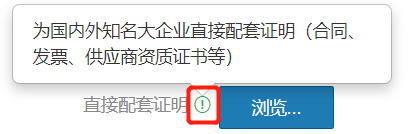 为国内外知名大企业直接配套证明（合同、
发票、供应商资质证书等）
直接配套证明 浏览...